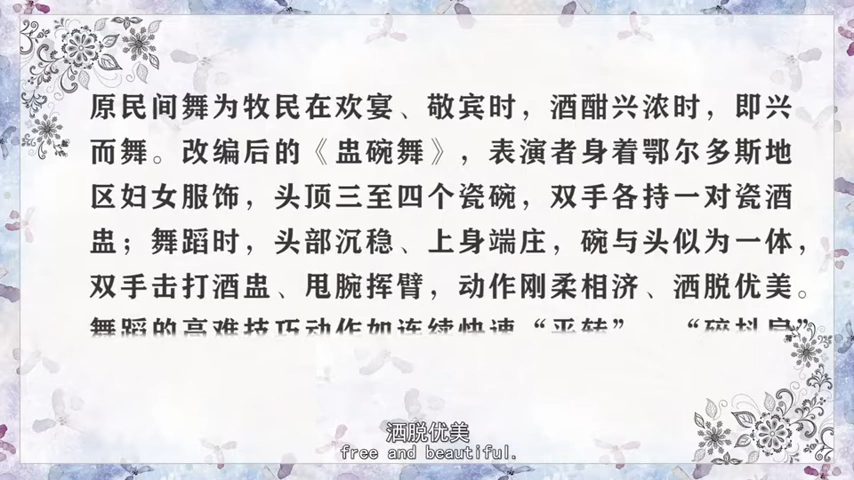 原民间舞为牧民在欢宴、敬宾时，酒酣兴浓时，即兴
而舞。改编后的《盅碗舞》，表演者身着鄂尔多斯地
区妇女服饰，头顶三至四个瓷碗，双手各持一对瓷酒
盅；舞蹈时，头部沉稳、上身端庄，碗与头似为一体，
双手击打酒盅、甩腕挥臂，动作刚柔相济、洒脱优美。
舞蹈的高难技巧动作如连续快速“平转”、“碎抖肩”
洒脱优美
free and beautiful.